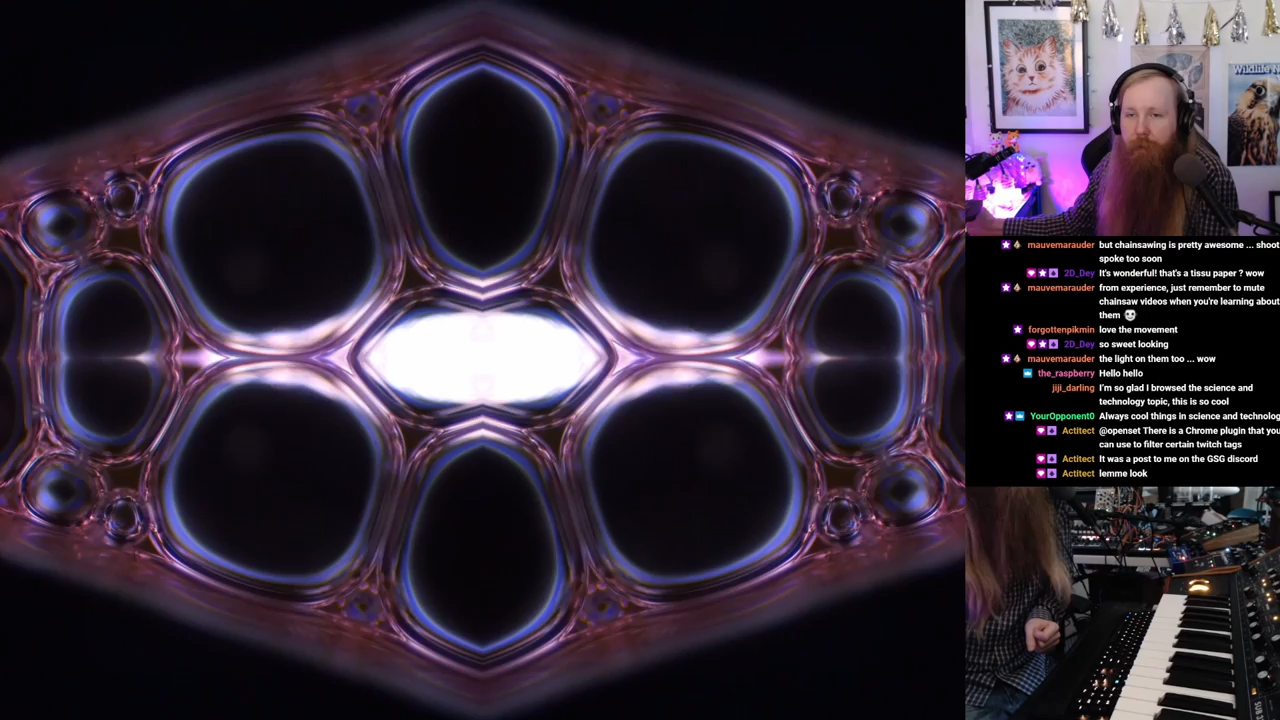 Wildlife N
mauvemarauder but chainsawing is pretty awesome ... shoot
spoke too soon
2D_Dey It's wonderful! that's a tissu paper ? wow
mauvemarauder from experience, just remember to mute
chainsaw videos when you're learning about
them
forgottenpikmin love the movement
2D_Dey so sweet looking
mauvemarauder the light on them too ... wow
the_raspberry Hello hello
jiji_darling I'm so glad I browsed the science and
technology topic, this is so cool
YourOpponent0 Always cool things in science and technolo
Actitect @openset There is a Chrome plugin that you
can use to filter certain twitch tags
Actitect It was a post to me on the GSG discord
Actitect lemme look
SUB